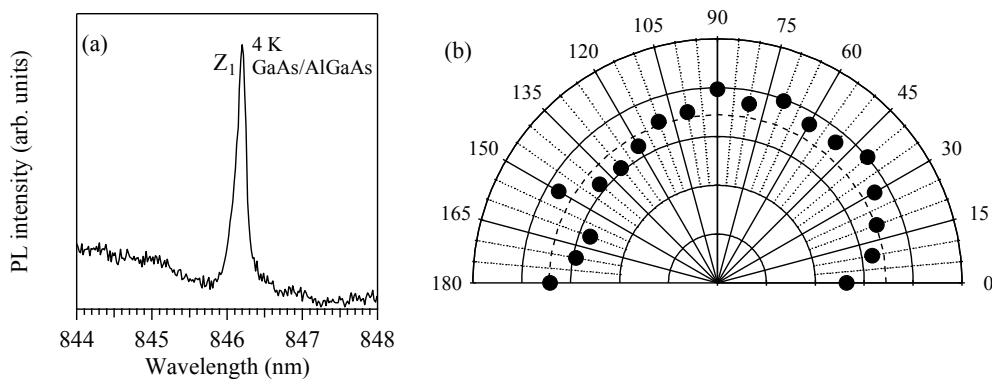 (a)
Z1
4 K
GaAs/AlGaAs
PL intensity (arb. units)
844 845 846 847 848
Wavelength (nm)
(b)
90
105 75
120 60
135 45
150 30
165 15
180 0